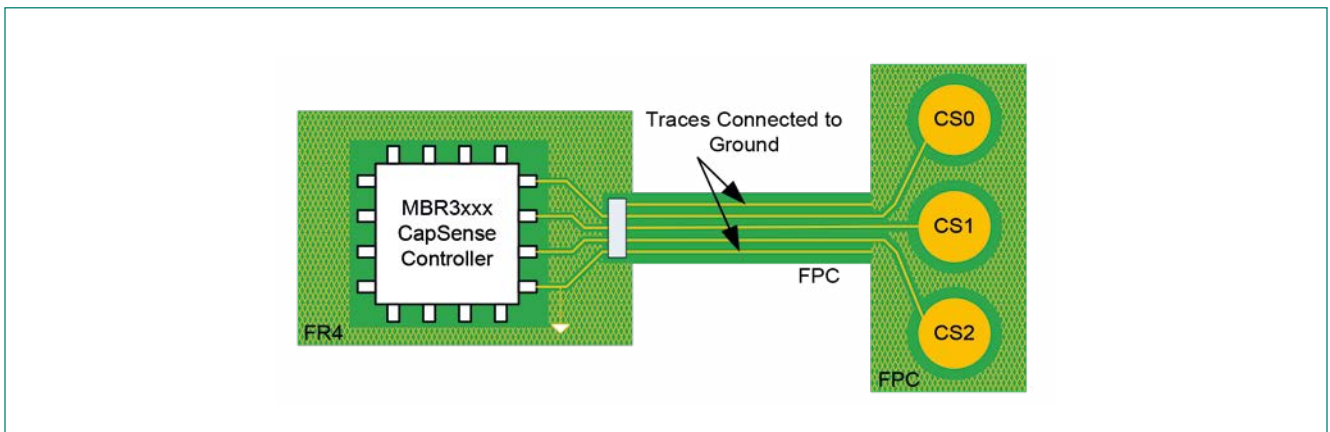 Traces Connected to
Ground
MBR3xxx
CapSense
Controller
FR4
FPC
CS0
CS1
CS2
FPC